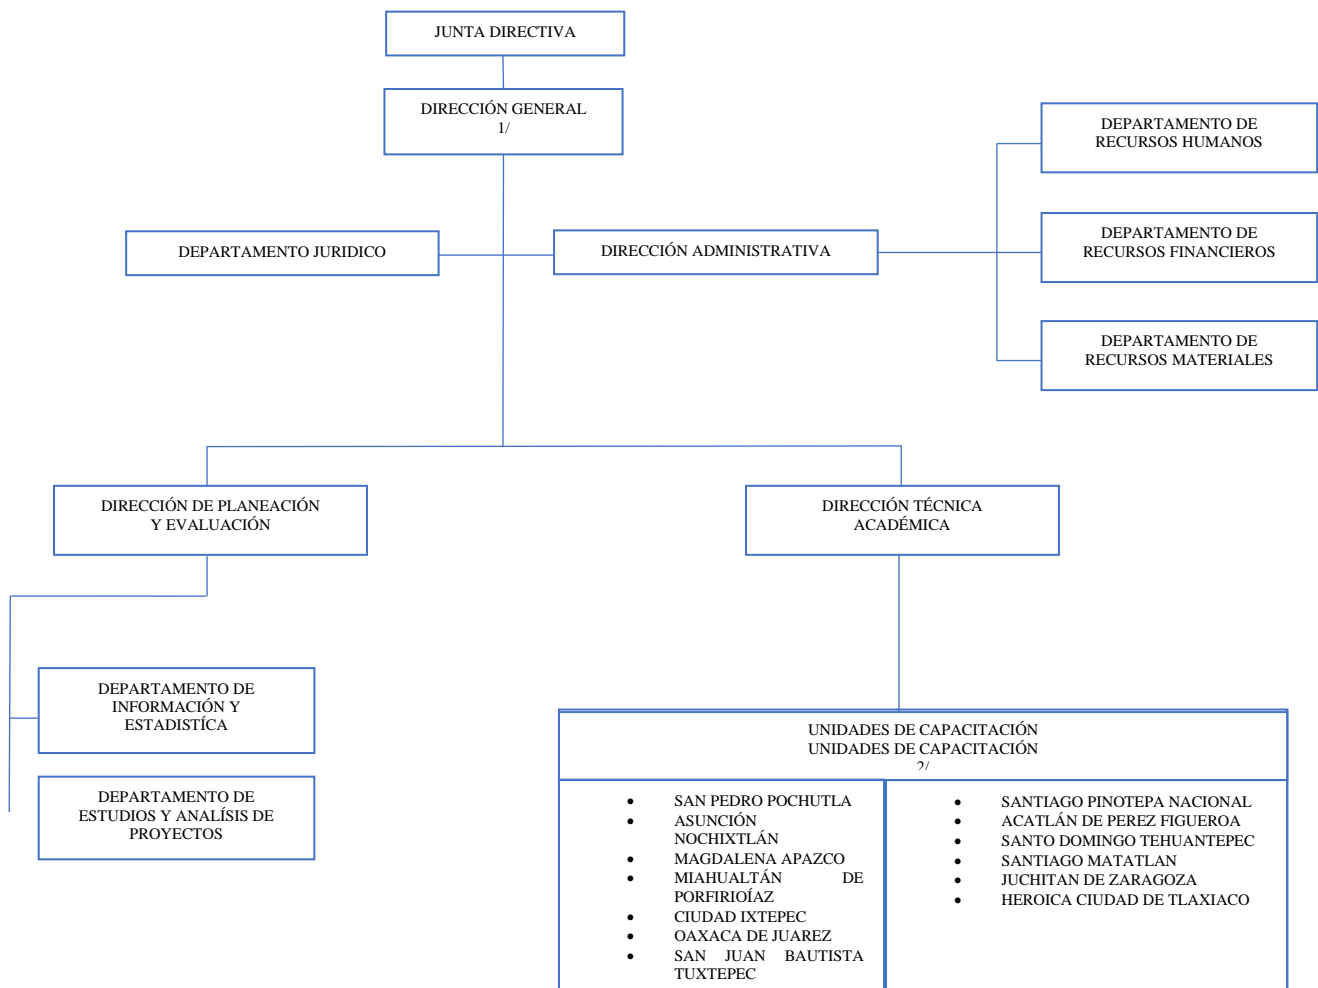 JUNTA DIRECTIVA
DIRECCIÓN GENERAL
1/
DEPARTAMENTO DE
RECURSOS HUMANOS
DEPARTAMENTO JURIDICO
DIRECCIÓN ADMINISTRATIVA
DEPARTAMENTO DE
RECURSOS FINANCIEROS
DEPARTAMENTO DE
RECURSOS MATERIALES
DIRECCIÓN DE PLANEACIÓN
Y EVALUACIÓN
DIRECCIÓN TÉCNICA
ACADÉMICA
DEPARTAMENTO DE
INFORMACIÓN Y
ESTADISTÍCA
DEPARTAMENTO DE
ESTUDIOS Y ANALÍSIS DE
PROYECTOS
UNIDADES DE CAPACITACIÓN
UNIDADES DE CAPACITACIÓN
2/
• SAN PEDRO POCHUTLA
• ASUNCIÓN
NOCHIXTLÁN
• MAGDALENA APAZCO
• MIAHUALTÁN DE
PORFIRIOÍAZ
• CIUDAD IXTEPEC
• OAXACA DE JUAREZ
• SAN JUAN BAUTISTA
TUXTEPEC
• SANTIAGO PINOTEPA NACIONAL
• ACATLÁN DE PEREZ FIGUEROA
• SANTO DOMINGO TEHUANTEPEC
• SANTIAGO MATATLAN
• JUCHITAN DE ZARAGOZA
• HEROICA CIUDAD DE TLAXIACO